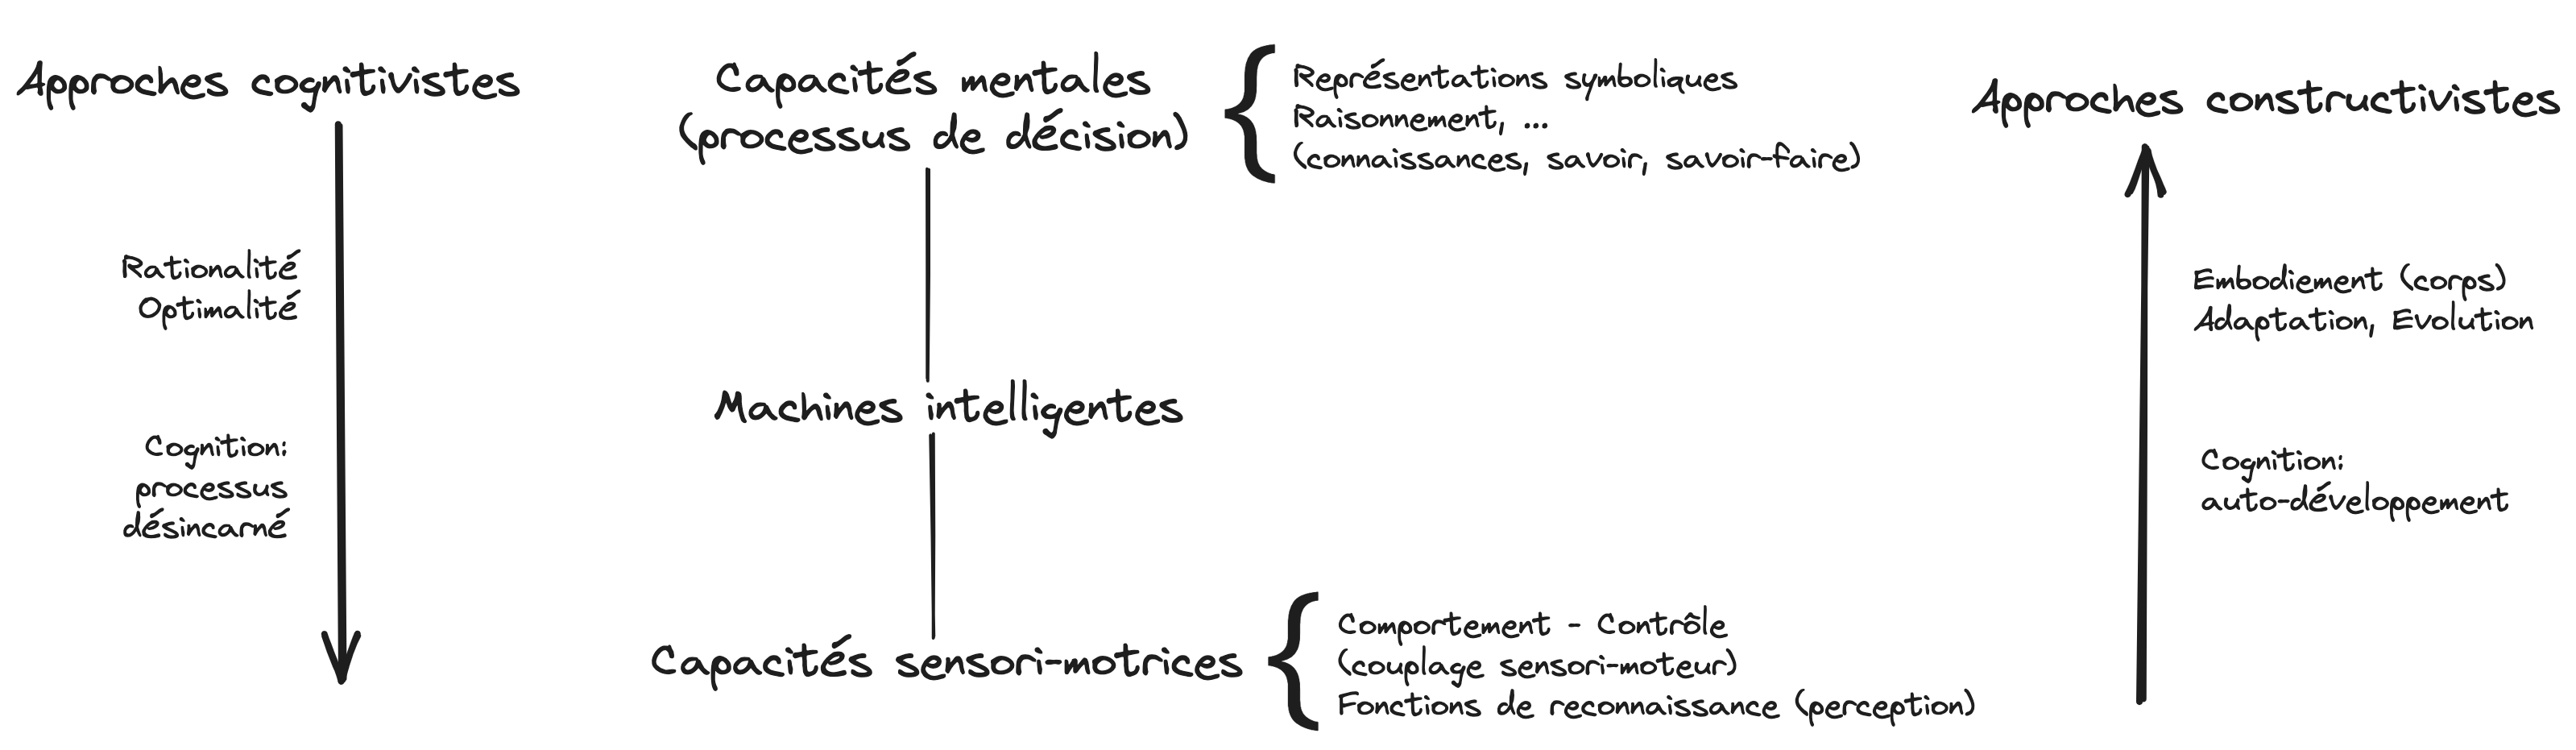 Approches cognitivistes
Rationalité
Optimalité
Cognition:
processus
désincarné
Capacités mentales
(processus de décision)
Représentations symboliques
Raisonnement, ...
(connaissances, savoir, savoir-faire)
Machines intelligentes
Capacités sensori-motrices
Comportement - Contrôle
(couplage sensori-moteur)
Fonctions de reconnaissance (perception)
Approches constructivistes
Embodiement (corps)
Adaptation, Evolution
Cognition:
auto-développement